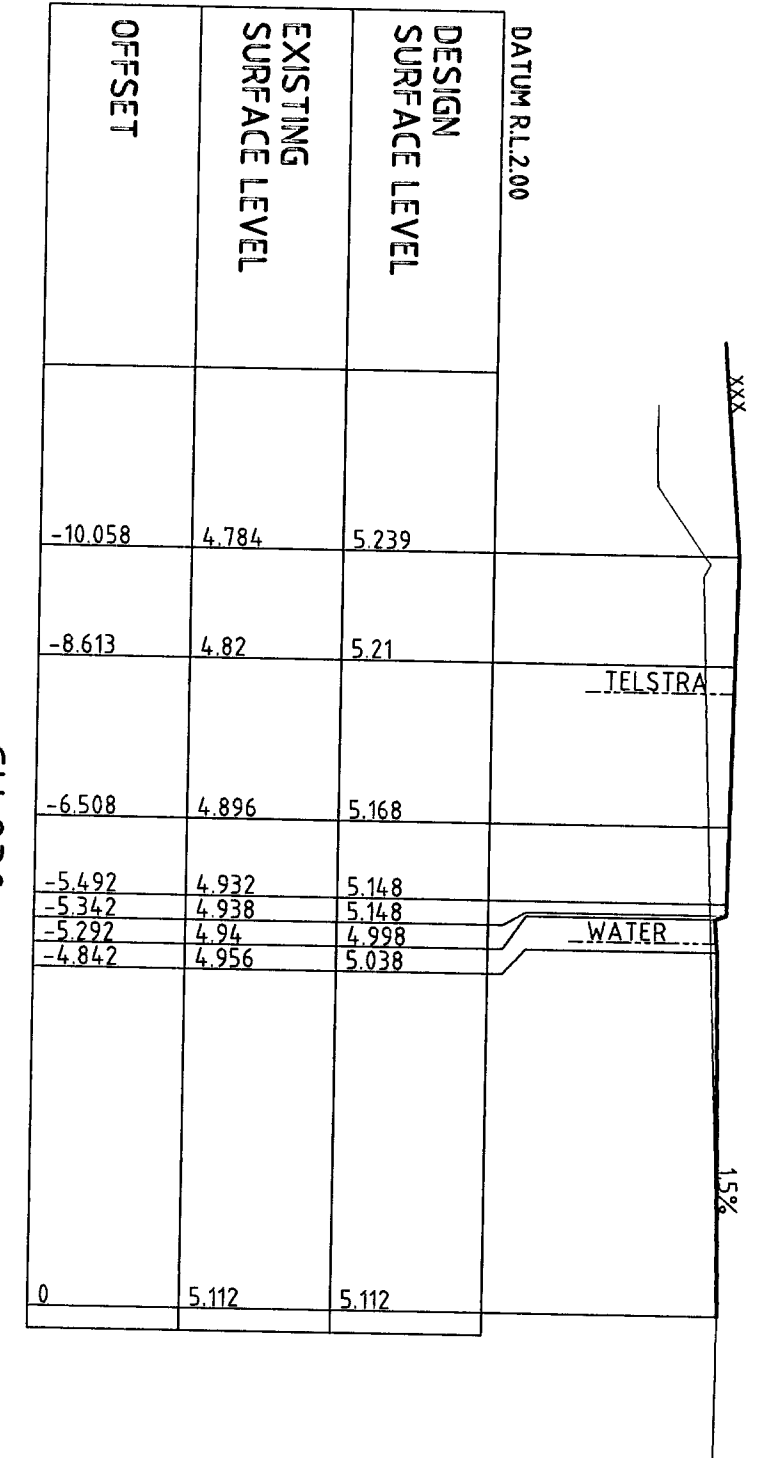 XXX
1.5%
TELSTRA
WATER
DATUM R.L.2.00
DESIGN
SURFACE LEVEL
5.239
5.21
5.168
5.148
5.148
4.998
5.038
5.112
EXISTING
SURFACE LEVEL
4.784
4.82
4.896
4.932
4.938
4.94
4.956
5.112
OFFSET
-10.058
-8.613
-6.508
-5.492
-5.342
-5.292
-4.842
0